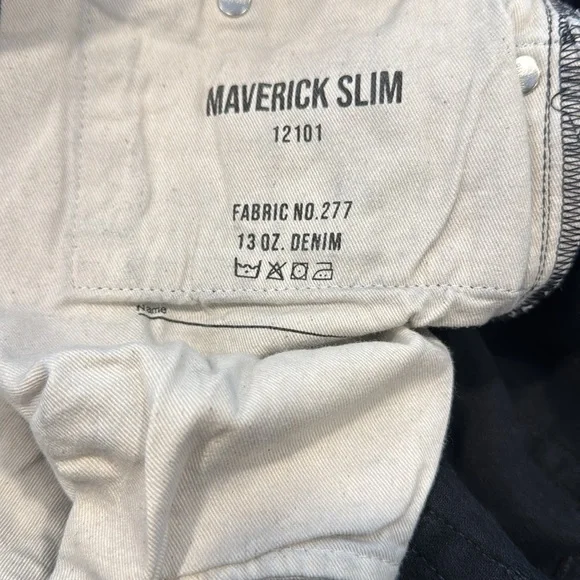 MAVERICK SLIM
12101
FABRIC NO.277
13 OZ. DENIM
Name